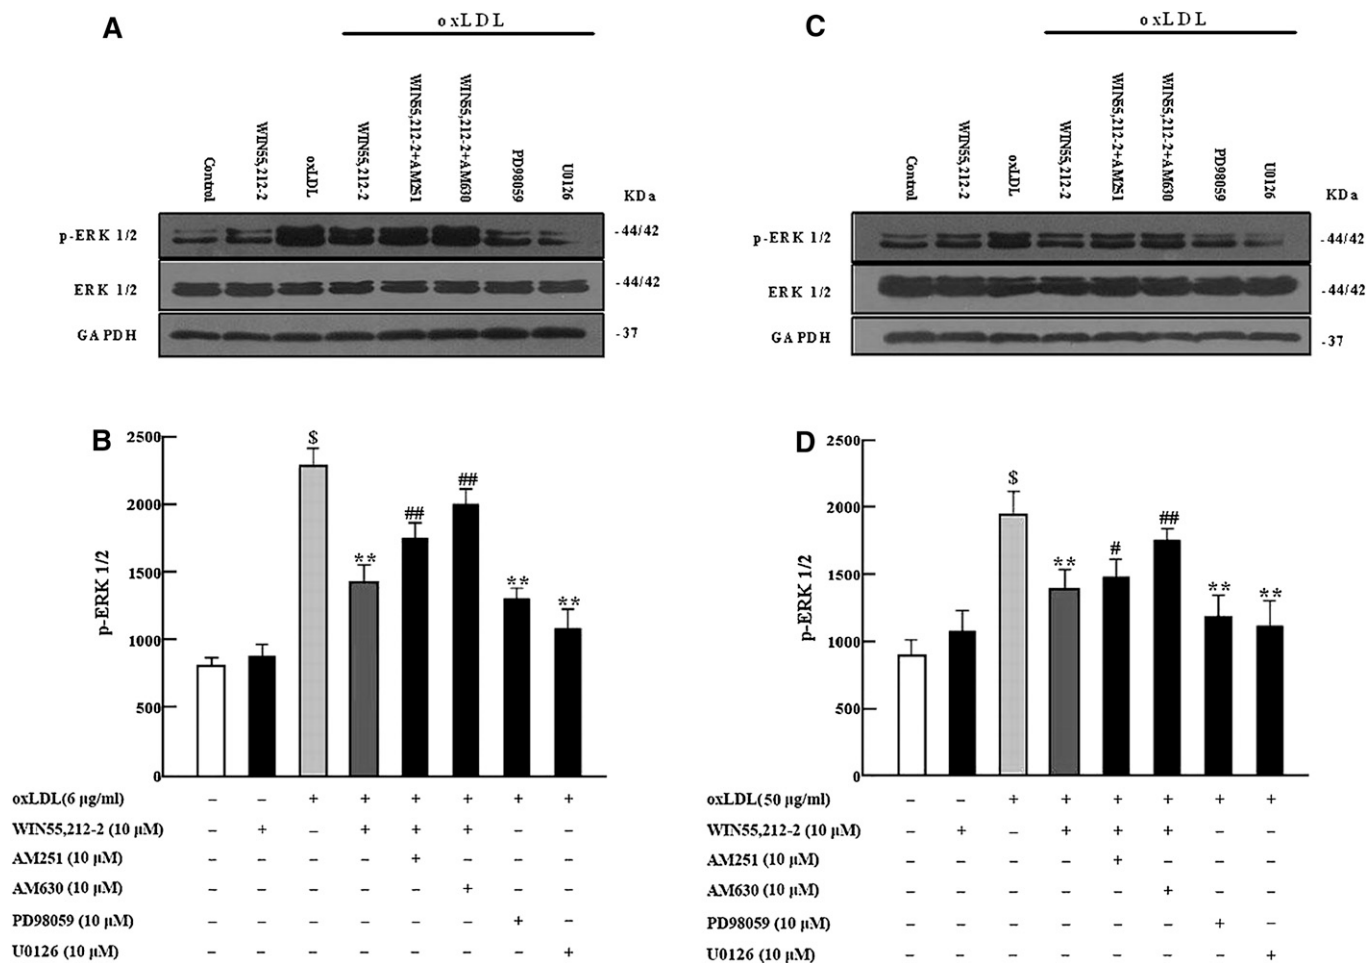 A
oxLDL
Control
WIN55,212-2
oxLDL
WIN55,212-2
WIN55,212-2+AM251
WIN55,212-2+AM630
PD98059
U0126
KDa
p-ERK 1/2
-44/42
ERK 1/2
-44/42
GAPDH
-37
C
oxLDL
Control
WIN55,212-2
oxLDL
WIN55,212-2
WIN55,212-2+AM251
WIN55,212-2+AM630
PD98059
U0126
KDa
p-ERK 1/2
-44/42
ERK 1/2
-44/42
GAPDH
-37
B
p-ERK 1/2
2500
2000
1500
1000
500
0
$
**
##
##
**
**
oxLDL(6 µg/ml) – – + + + + + +
WIN55,212-2 (10 µM) – + – + + + – –
AM251 (10 µM) – – – – + – – –
AM630 (10 µM) – – – – – + – –
PD98059 (10 µM) – – – – – – + –
U0126 (10 µM) – – – – – – – +
D
p-ERK 1/2
2500
2000
1500
1000
500
0
$
**
#
##
**
**
oxLDL(50 µg/ml) – – + + + + + +
WIN55,212-2 (10 µM) – + – + + + – –
AM251 (10 µM) – – – – + – – –
AM630 (10 µM) – – – – – + – –
PD98059 (10 µM) – – – – – – + –
U0126 (10 µM) – – – – – – – +